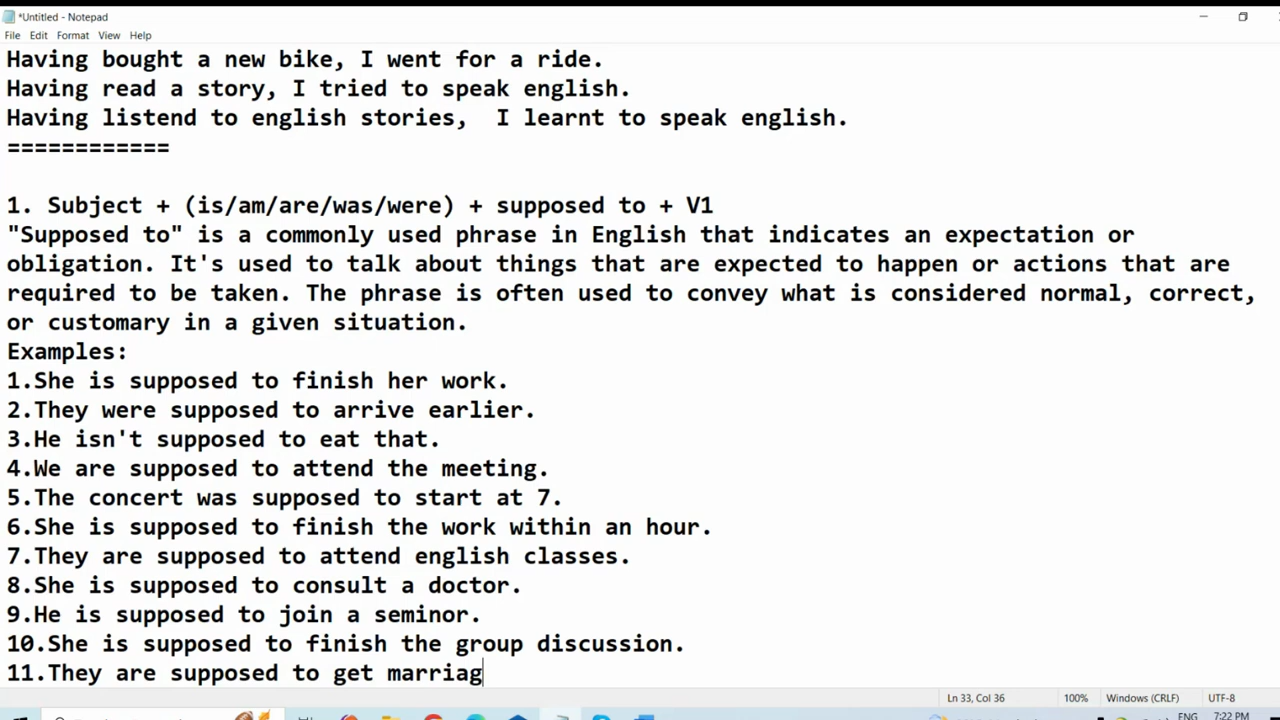 *Untitled - Notepad
File Edit Format View Help
Having bought a new bike, I went for a ride.
Having read a story, I tried to speak english.
Having listend to english stories,  I learnt to speak english.
============
1. Subject + (is/am/are/was/were) + supposed to + V1
"Supposed to" is a commonly used phrase in English that indicates an expectation or
obligation. It's used to talk about things that are expected to happen or actions that are
required to be taken. The phrase is often used to convey what is considered normal, correct,
or customary in a given situation.
Examples:
1.She is supposed to finish her work.
2.They were supposed to arrive earlier.
3.He isn't supposed to eat that.
4.We are supposed to attend the meeting.
5.The concert was supposed to start at 7.
6.She is supposed to finish the work within an hour.
7.They are supposed to attend english classes.
8.She is supposed to consult a doctor.
9.He is supposed to join a seminor.
10.She is supposed to finish the group discussion.
11.They are supposed to get marriag
Ln 33, Col 36 100% Windows (CRLF) UTF-8
ENG 7:22 PM